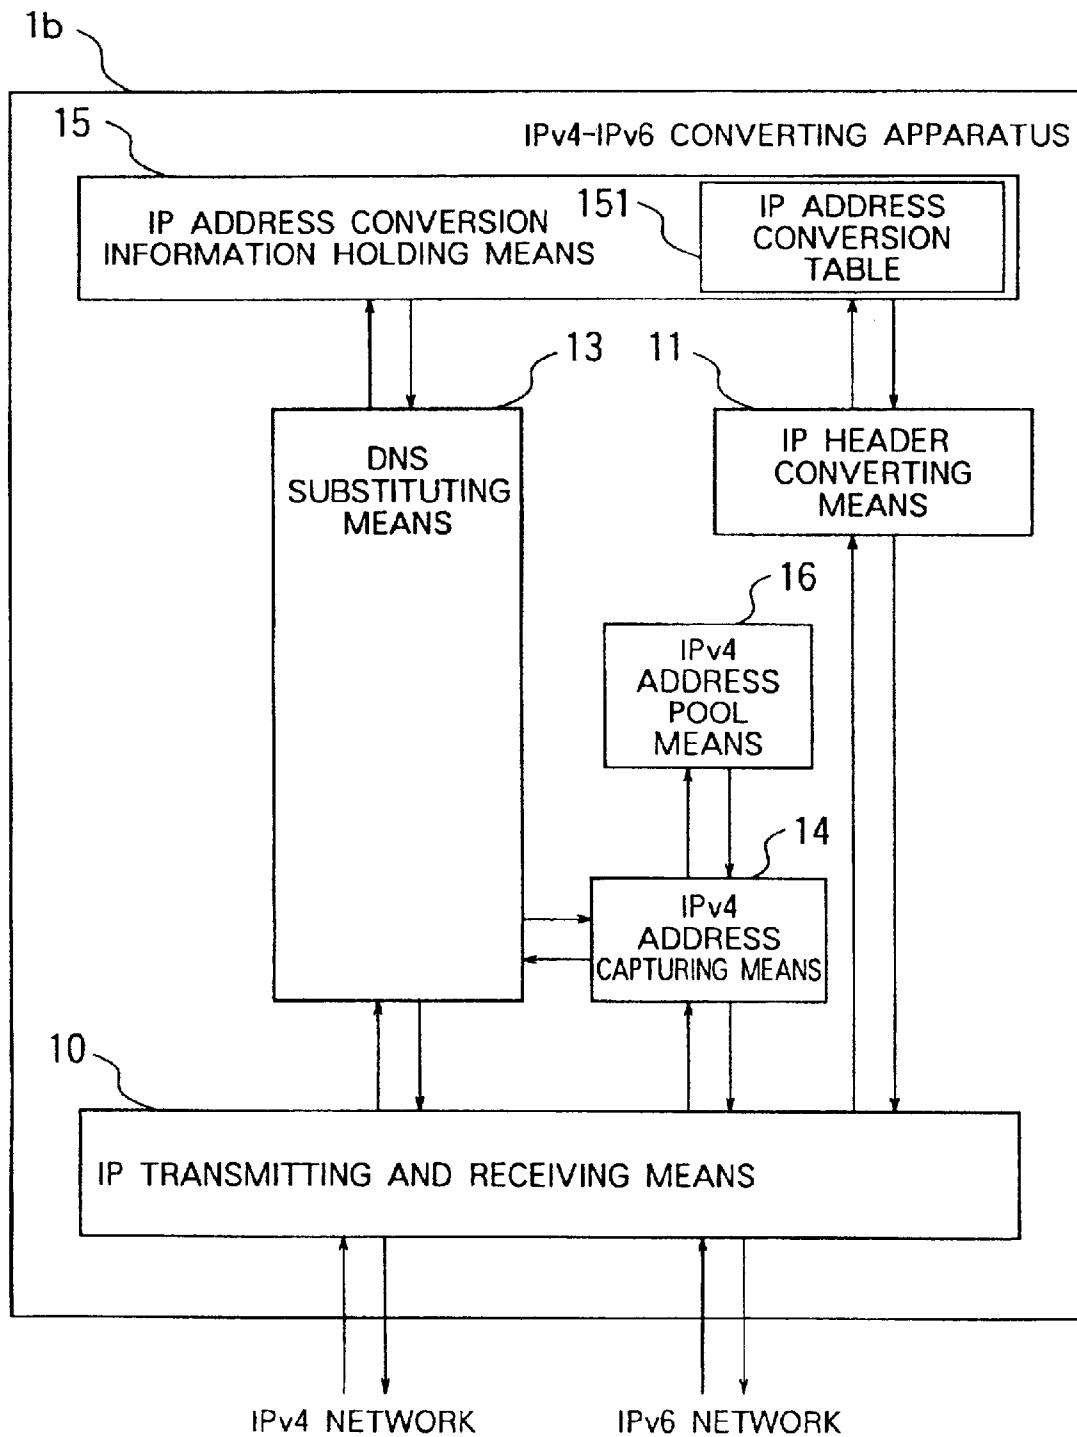 1b
15
IPv4-IPv6 CONVERTING APPARATUS
IP ADDRESS CONVERSION
INFORMATION HOLDING MEANS
151
IP ADDRESS
CONVERSION
TABLE
13
11
DNS
SUBSTITUTING
MEANS
IP HEADER
CONVERTING
MEANS
16
IPv4
ADDRESS
POOL
MEANS
14
IPv4
ADDRESS
CAPTURING MEANS
10
IP TRANSMITTING AND RECEIVING MEANS
IPv4 NETWORK
IPv6 NETWORK